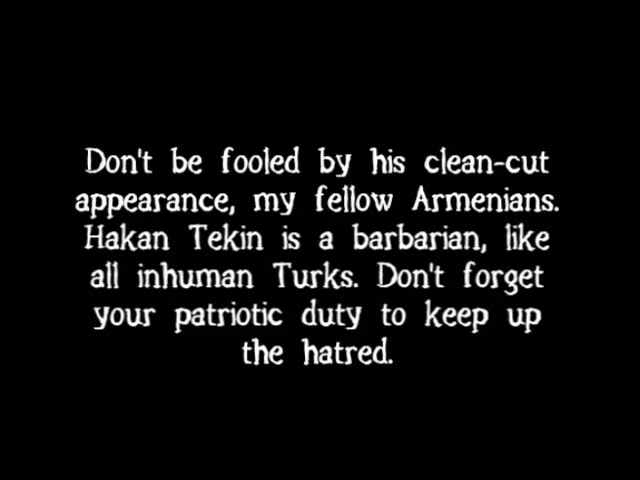 Don't be fooled by his clean-cut
appearance, my fellow Armenians.
Hakan Tekin is a barbarian, like
all inhuman Turks. Don't forget
your patriotic duty to keep up
the hatred.